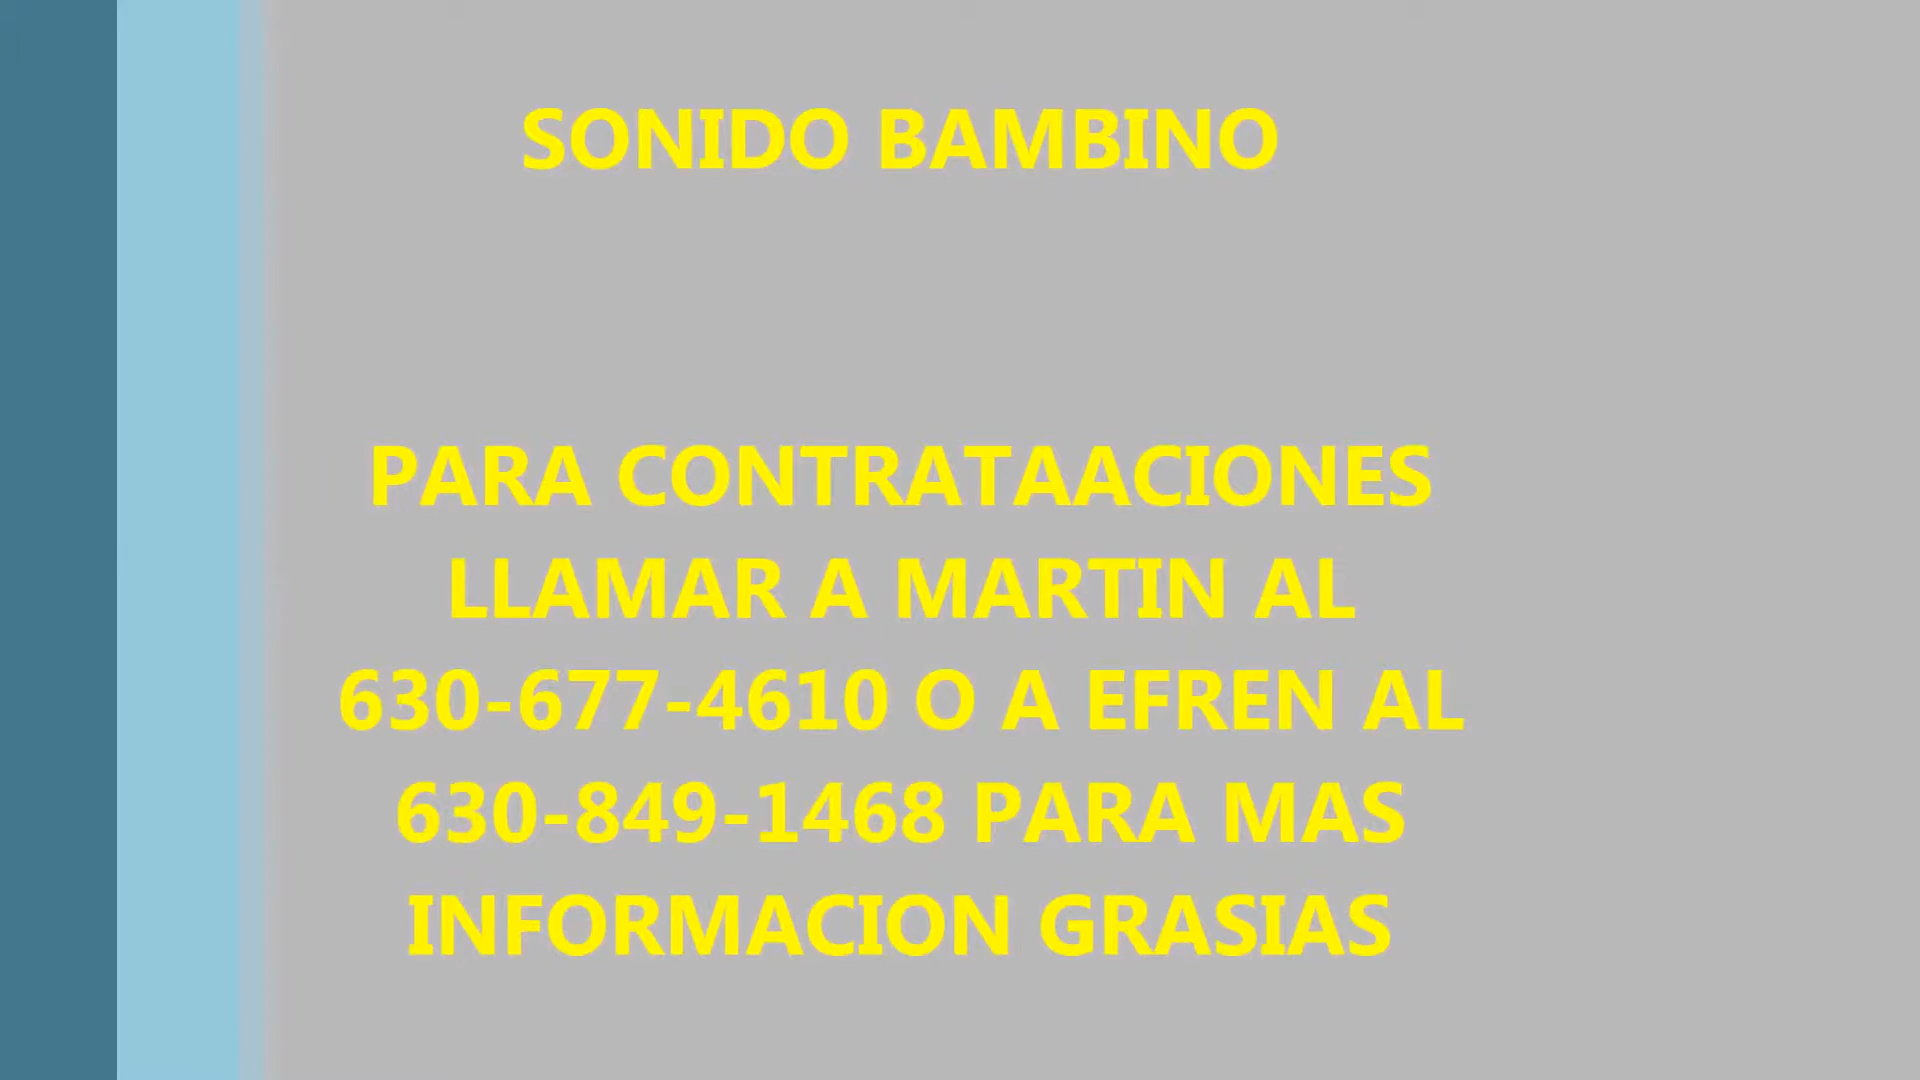 SONIDO BAMBINO
PARA CONTRATAACIONES
LLAMAR A MARTIN AL
630-677-4610 O A EFREN AL
630-849-1468 PARA MAS
INFORMACION GRASIAS